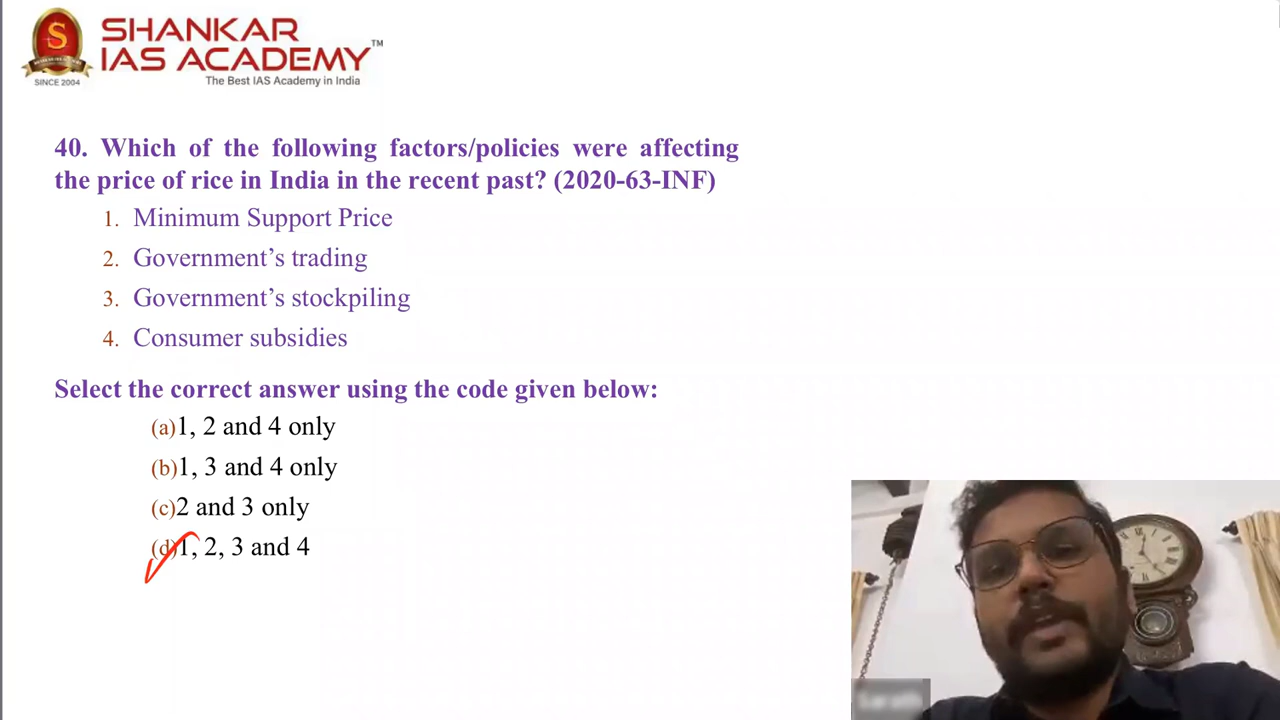 S
SINCE 2004
SHANKAR
IAS ACADEMY™
The Best IAS Academy in India
40. Which of the following factors/policies were affecting
the price of rice in India in the recent past? (2020-63-INF)
1. Minimum Support Price
2. Government’s trading
3. Government’s stockpiling
4. Consumer subsidies
Select the correct answer using the code given below:
(a)1, 2 and 4 only
(b)1, 3 and 4 only
(c)2 and 3 only
(d)1, 2, 3 and 4